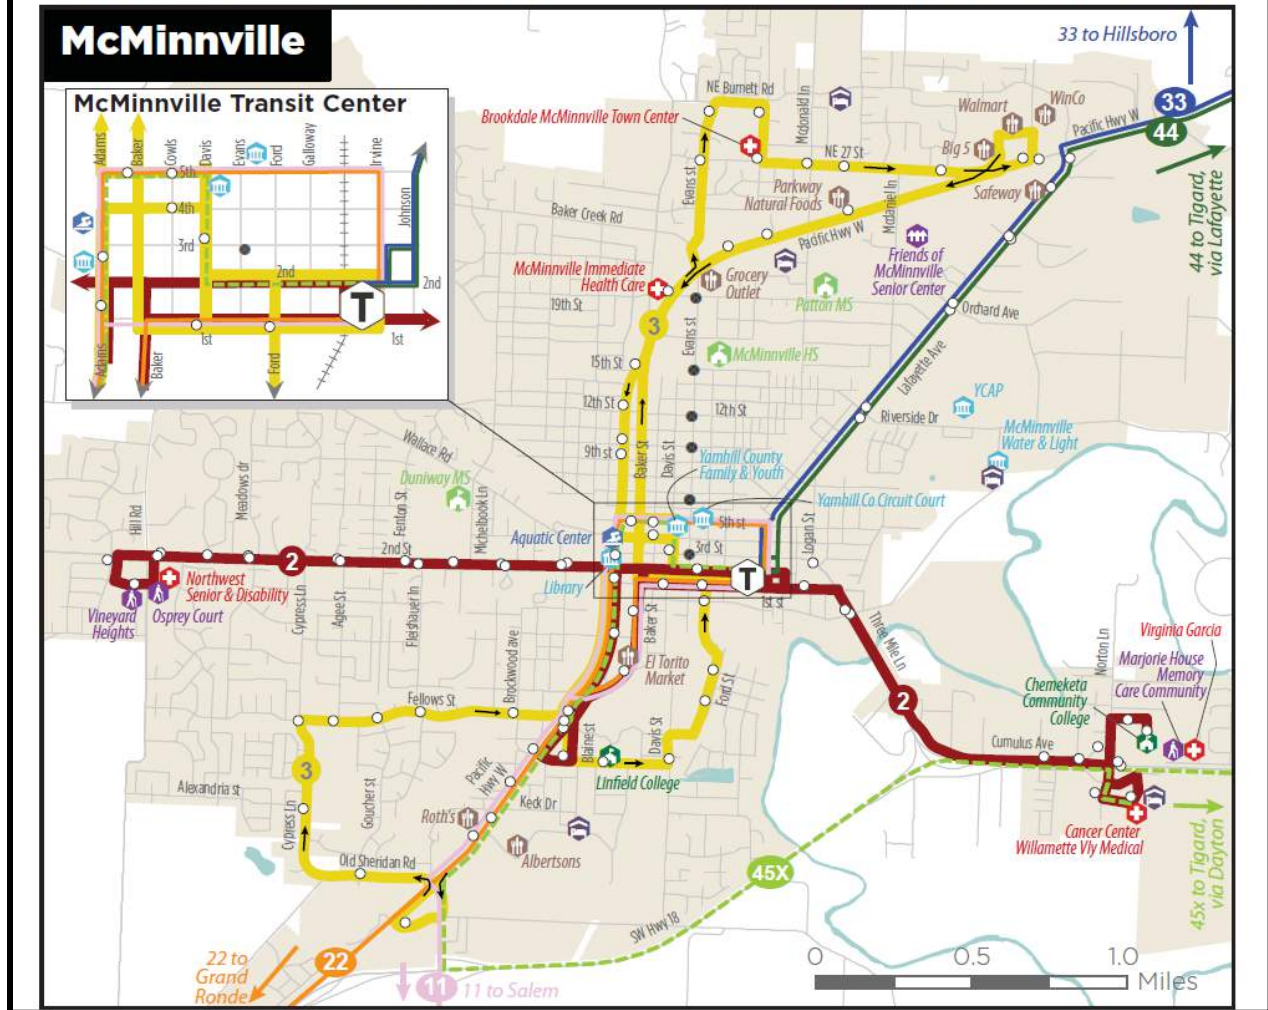 McMinnville
33 to Hillsboro
33
44
44 to Tigard,
via Lafayette
McMinnville Transit Center
Adams
Baker
Cowls
Davis
Evans
Ford
Galloway
Irvine
5th
4th
3rd
2nd
2nd
1st
1st
Johnson
T
Adams
Baker
Ford
NE Burnett Rd
Mcdonald ln
Walmart
WinCo
Pacific Hwy W
Brookdale McMinnville Town Center
Big 5
NE 27 St
Safeway
Evans st
Parkway
Natural Foods
Mcdaniel ln
Baker Creek Rd
Pacific Hwy W
Friends of
McMinnville
Senior Center
McMinnville Immediate
Health Care
Grocery
Outlet
Patton MS
19th St
Orchard Ave
3
Evans st
McMinnville HS
15th St
Lafayette Ave
12th St
12th St
YCAP
Riverside Dr
McMinnville
Water & Light
Wallace Rd
9th st
Baker St
Davis St
Yamhill County
Family & Youth
Duniway MS
Yamhill Co Circuit Court
Hill Rd
Meadows dr
Fenton St
Michelbook Ln
Aquatic Center
5th st
Logan St
2nd St
3rd St
2
Library
T
1st st
Northwest
Senior & Disability
Vineyard
Heights
Osprey Court
Cypress Ln
Agee St
Fleishauer ln
Brockwood ave
Baker St
Three Mile Ln
El Torito
Market
Virginia Garcia
Norton Ln
Marjorie House
Memory
Care Community
Chemeketa
Community
College
Fellows St
Ford St
2
Blainest
Davis St
Cumulus Ave
3
Linfield College
Alexandria st
Goucher st
Pacific
Hwy W
Keck Dr
Cypress Ln
Roth's
Albertsons
Cancer Center
Willamette Vly Medical
Old Sheridan Rd
45X
45x to Tigard,
via Dayton
SW Hwy 18
22 to
Grand
Ronde
22
11
11 to Salem
0
0.5
1.0
Miles